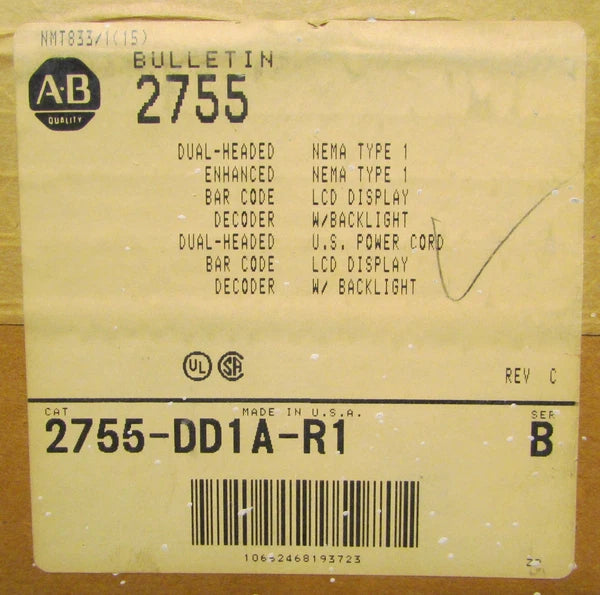 NMT833/1(15)
BULLETIN
2755
A-B
QUALITY
DUAL-HEADED NEMA TYPE 1
ENHANCED NEMA TYPE 1
BAR CODE LCD DISPLAY
DECODER W/BACKLIGHT
DUAL-HEADED U.S. POWER CORD
BAR CODE LCD DISPLAY
DECODER W/ BACKLIGHT
UL SA
REV C
CAT MADE IN U.S.A. SER
2755-DD1A-R1 B
10662468193723